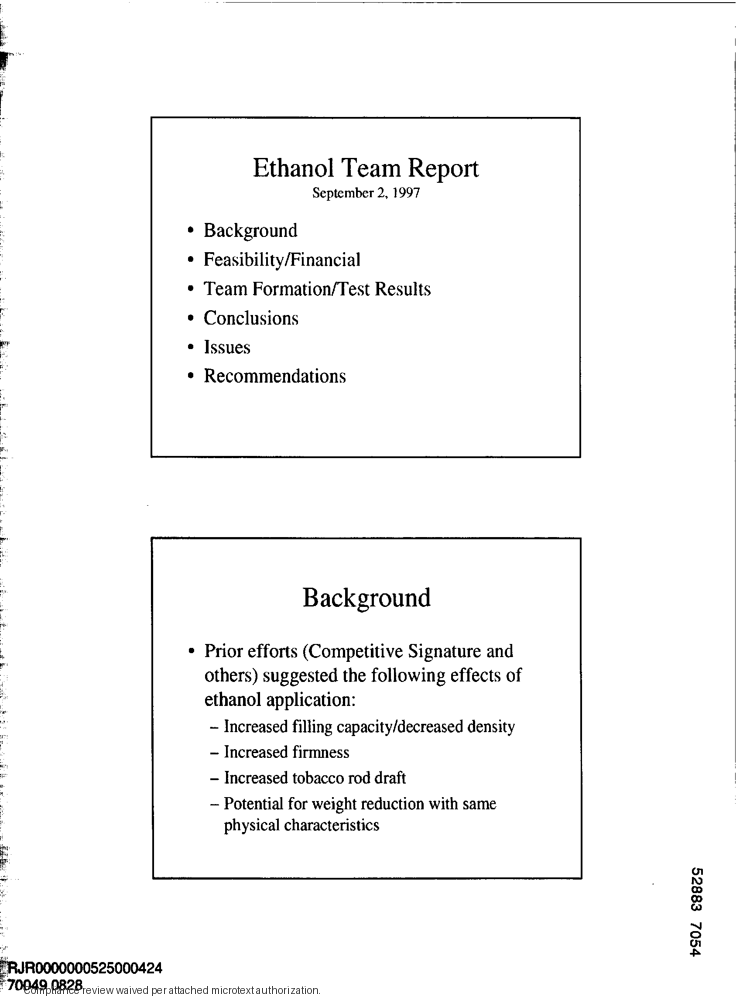 Ethanol Team Report
September 2, 1997
• Background
• Feasibility/Financial
• Team Formation/Test Results
• Conclusions
• Issues
• Recommendations
Background
• Prior efforts (Competitive Signature and
others) suggested the following effects of
ethanol application:
– Increased filling capacity/decreased density
– Increased firmness
– Increased tobacco rod draft
– Potential for weight reduction with same
physical characteristics
52883 7054
RJR0000000525000424
70049 0828
Compliance review waived per attached microtext authorization.